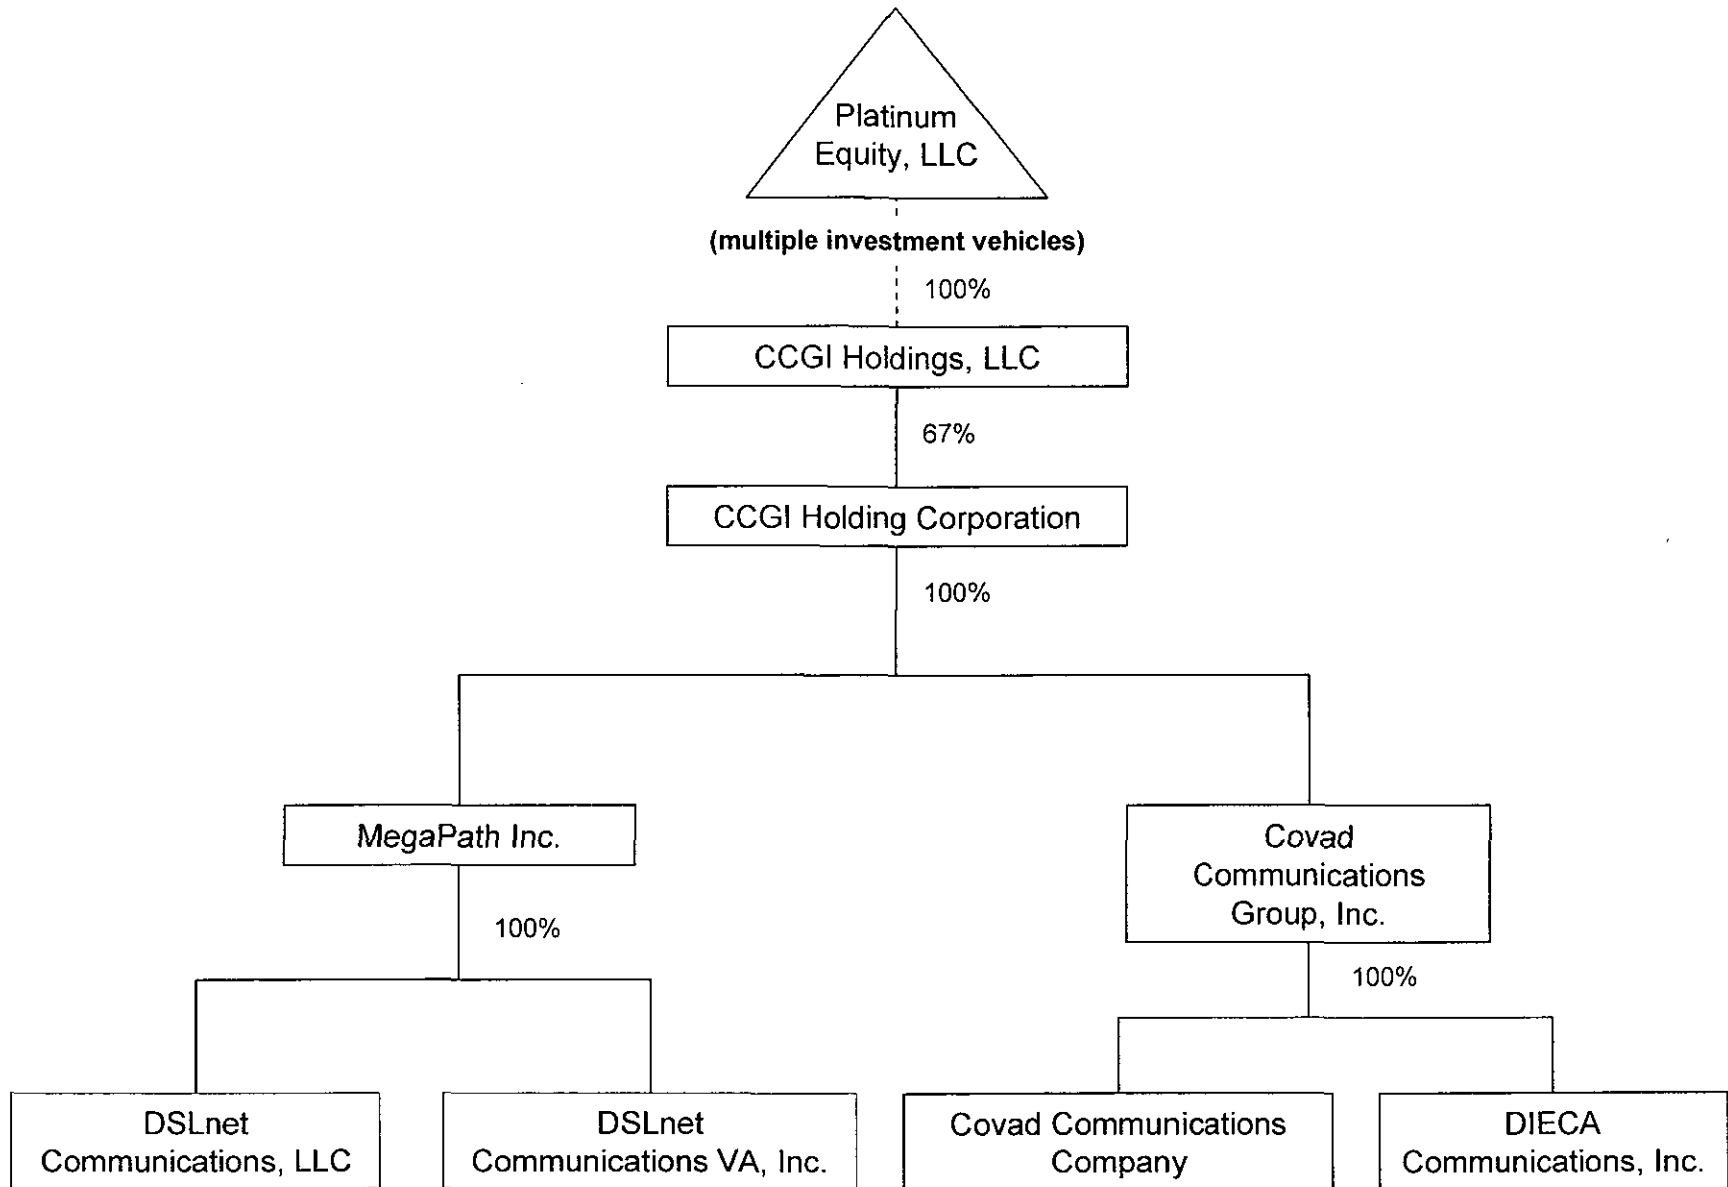 Platinum
Equity, LLC
(multiple investment vehicles)
100%
CCGI Holdings, LLC
67%
CCGI Holding Corporation
100%
MegaPath Inc.
Covad
Communications
Group, Inc.
100%
100%
DSLnet
Communications, LLC
DSLnet
Communications VA, Inc.
Covad Communications
Company
DIECA
Communications, Inc.